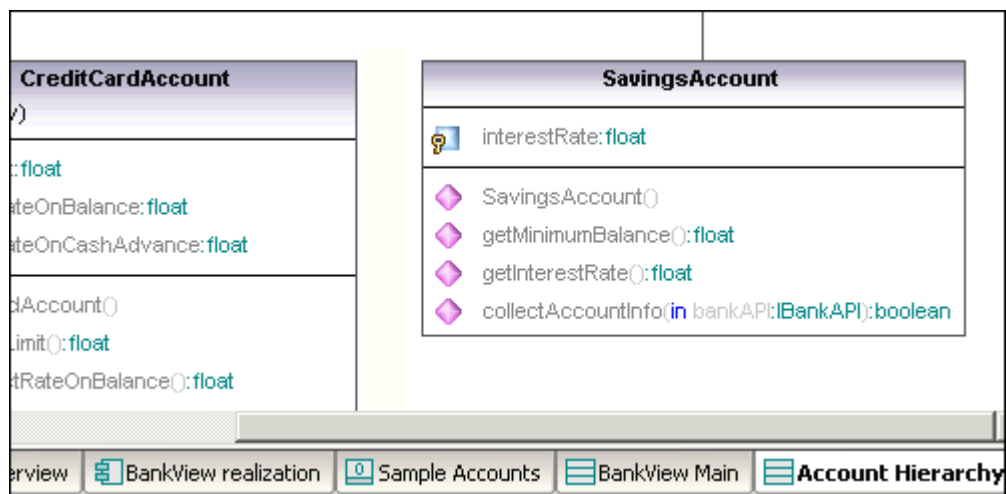 CreditCardAccount
y)
t:float
ateOnBalance:float
ateOnCashAdvance:float
dAccount()
Limit():float
tRateOnBalance():float
SavingsAccount
interestRate:float
SavingsAccount()
getMinimumBalance():float
getInterestRate():float
collectAccountInfo(in bankAPI:IBankAPI):boolean
erview
BankView realization
Sample Accounts
BankView Main
Account Hierarchy